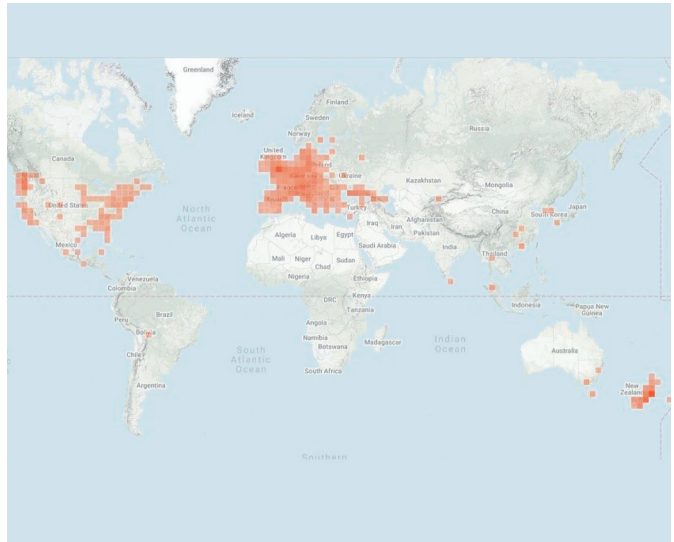 Greenland
Iceland
Finland
Sweden
Norway
Russia
United
Kingdom
Canada
Ukraine
Kazakhstan
Mongolia
United States
North
Atlantic
Ocean
Turkey
China
Japan
South Korea
Afghanistan
Iraq
Iran
Pakistan
Algeria
Libya
Egypt
Saudi Arabia
Mexico
India
Thailand
Mali
Niger
Sudan
Chad
Nigeria
Ethiopia
Venezuela
Colombia
DRC
Kenya
Indonesia
Papua New
Guinea
Tanzania
Peru
Brazil
Angola
Bolivia
Namibia
Botswana
Madagascar
Chile
South
Atlantic
Ocean
Indian
Ocean
Australia
South Africa
Argentina
New
Zealand
Southern